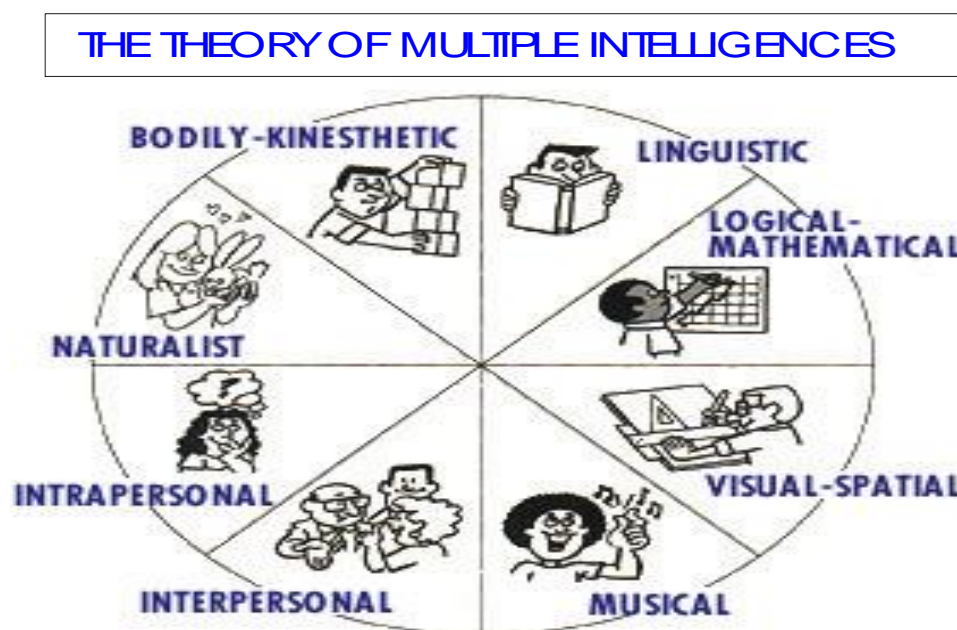 THE THEORY OF MULTIPLE INTELLIGENCES
BODILY-KINESTHETIC
LINGUISTIC
LOGICAL-
MATHEMATICAL
NATURALIST
?
INTRAPERSONAL
VISUAL-SPATIAL
INTERPERSONAL
MUSICAL